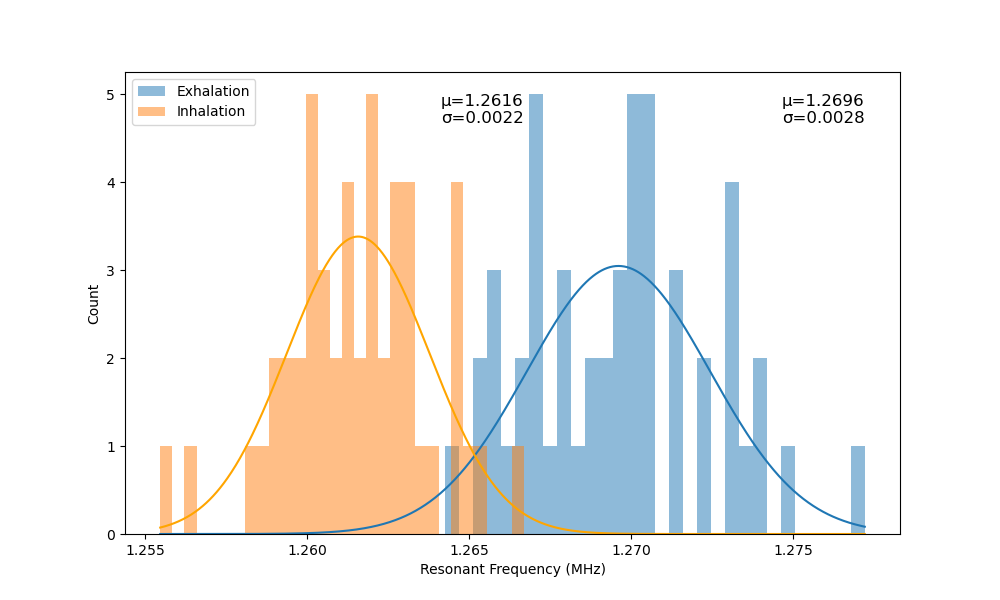 Exhalation
Inhalation
μ=1.2616
σ=0.0022
μ=1.2696
σ=0.0028
5
4
3
2
1
0
Count
1.255
1.260
1.265
1.270
1.275
Resonant Frequency (MHz)